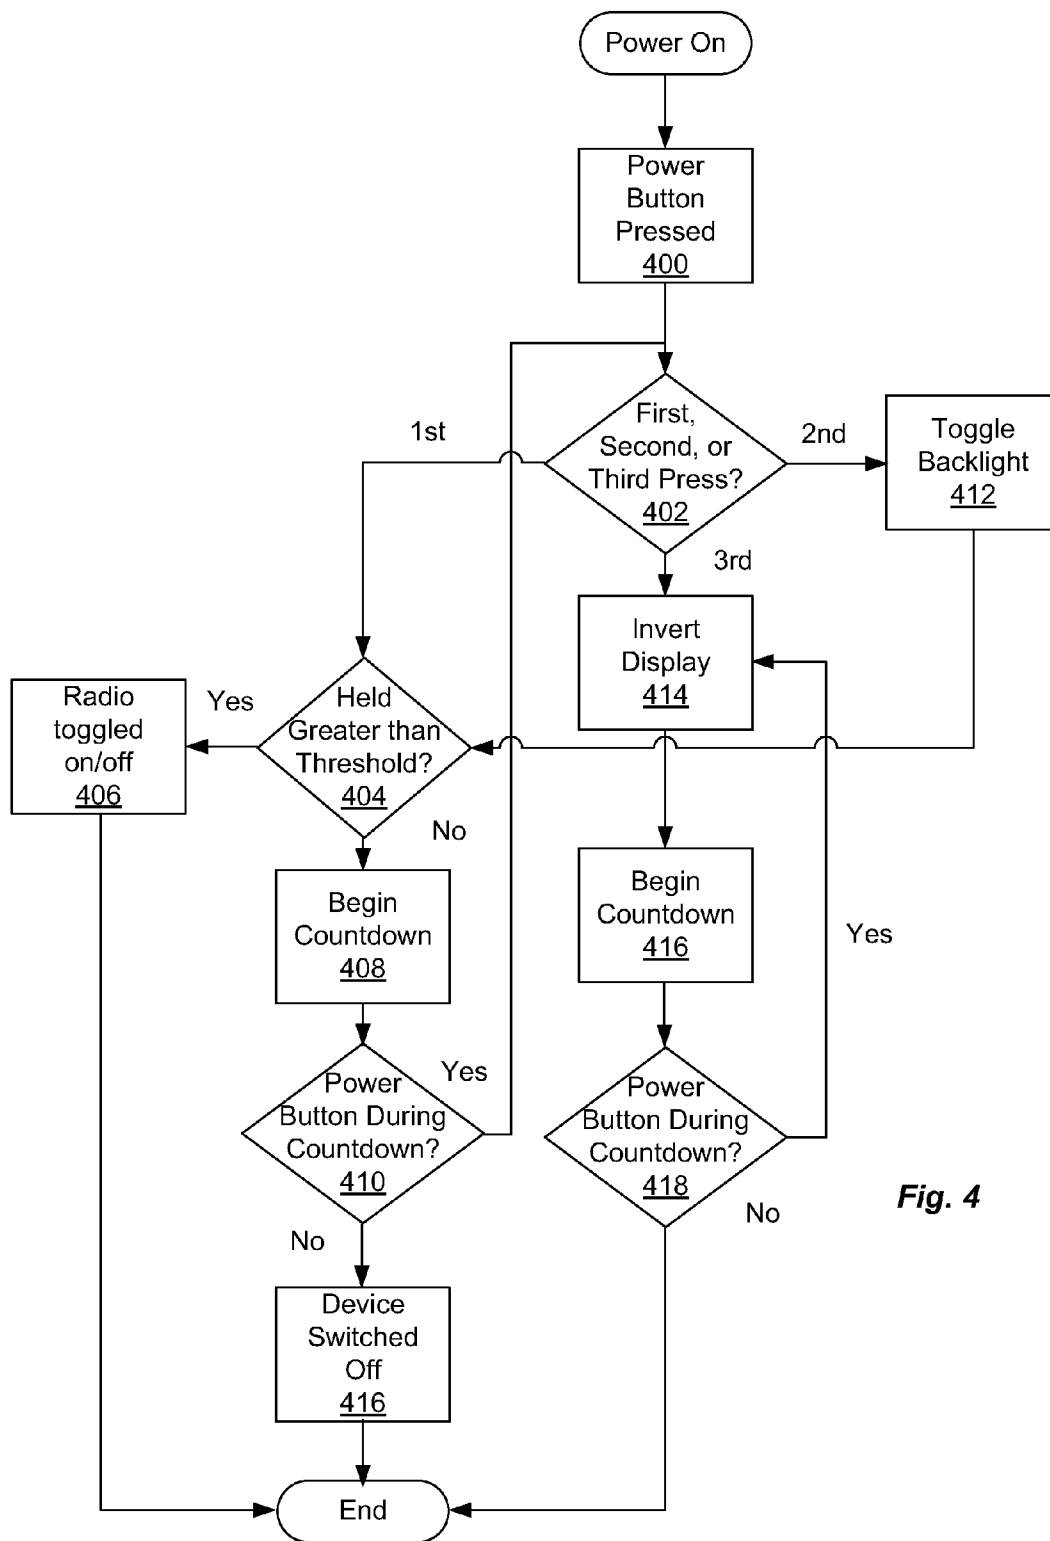 Power On
Power
Button
Pressed
400
First,
Second, or
Third Press?
402
1st
2nd
3rd
Toggle
Backlight
412
Invert
Display
414
Held
Greater than
Threshold?
404
Yes
No
Radio
toggled
on/off
406
Begin
Countdown
408
Begin
Countdown
416
Yes
Power
Button During
Countdown?
410
Yes
No
Power
Button During
Countdown?
418
No
Fig. 4
Device
Switched
Off
416
End